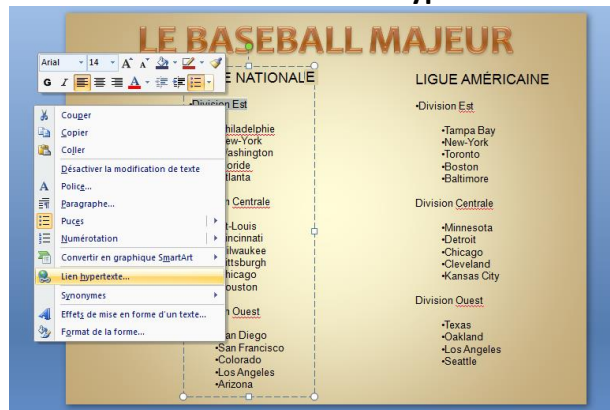 LE BASEBALL MAJEUR
Arial 14
G I
E NATIONALE
•Division Est
hiladelphie
ew-York
ashington
oride
tlanta
n Centrale
t-Louis
incinnati
ilwaukee
ittsburgh
hicago
ouston
n Ouest
an Diego
•San Francisco
•Colorado
•Los Angeles
•Arizona
Couper
Copier
Coller
Désactiver la modification de texte
Police...
Paragraphe...
Puces
Numérotation
Convertir en graphique SmartArt
Lien hypertexte...
Synonymes
Effets de mise en forme d'un texte...
Format de la forme...
LIGUE AMÉRICAINE
•Division Est
•Tampa Bay
•New-York
•Toronto
•Boston
•Baltimore
Division Centrale
•Minnesota
•Detroit
•Chicago
•Cleveland
•Kansas City
Division Ouest
•Texas
•Oakland
•Los Angeles
•Seattle